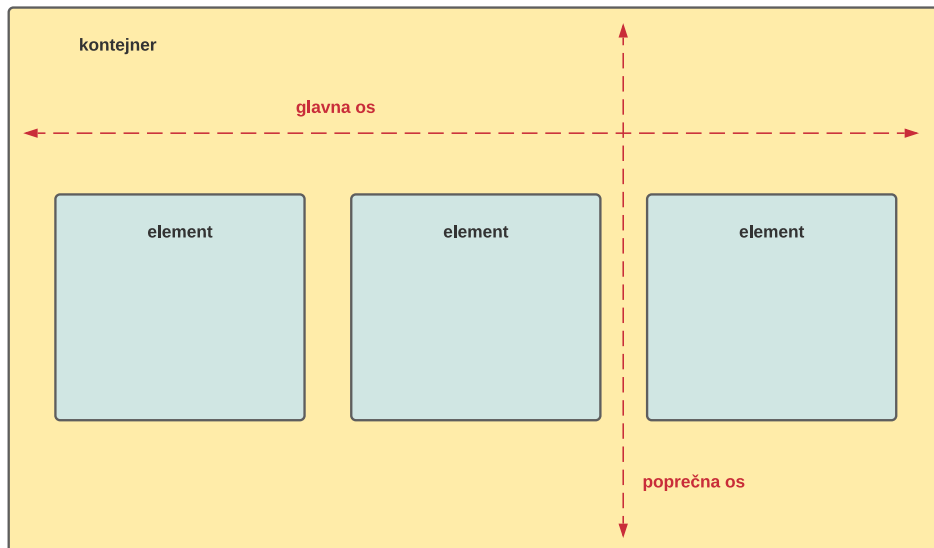 kontejner
glavna os
element
element
element
poprečna os